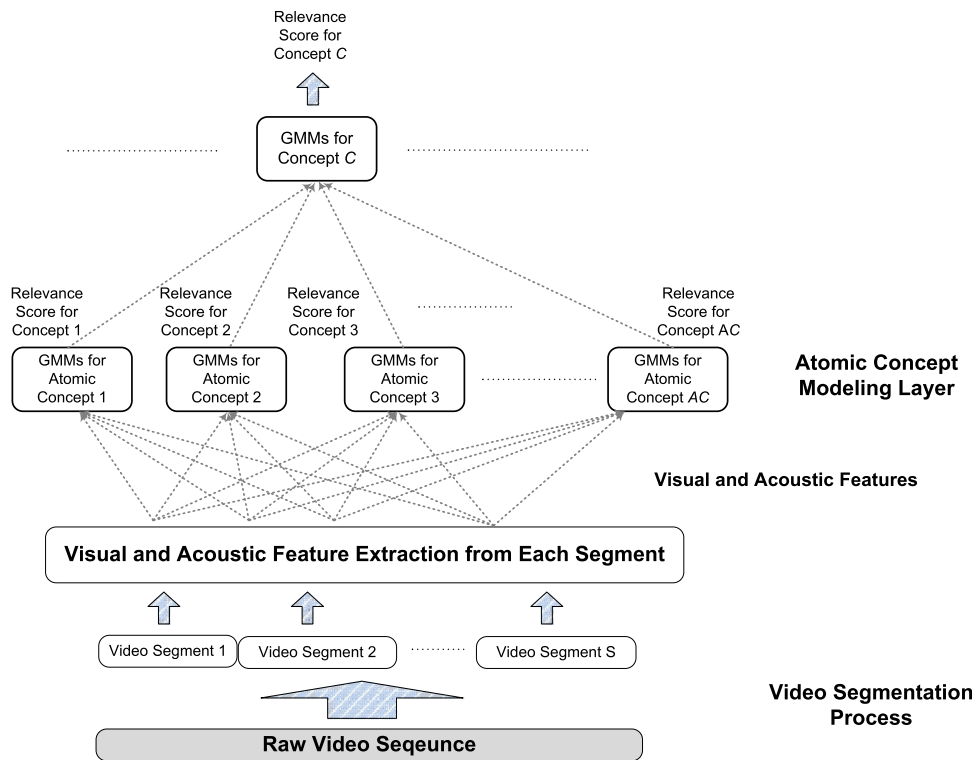 Relevance
Score for
Concept C
GMMs for
Concept C
Relevance
Score for
Concept 1
Relevance
Score for
Concept 2
Relevance
Score for
Concept 3
Relevance
Score for
Concept AC
GMMs for
Atomic
Concept 1
GMMs for
Atomic
Concept 2
GMMs for
Atomic
Concept 3
GMMs for
Atomic
Concept AC
Atomic Concept
Modeling Layer
Visual and Acoustic Features
Visual and Acoustic Feature Extraction from Each Segment
Video Segment 1
Video Segment 2
Video Segment S
Video Segmentation
Process
Raw Video Seqeunce